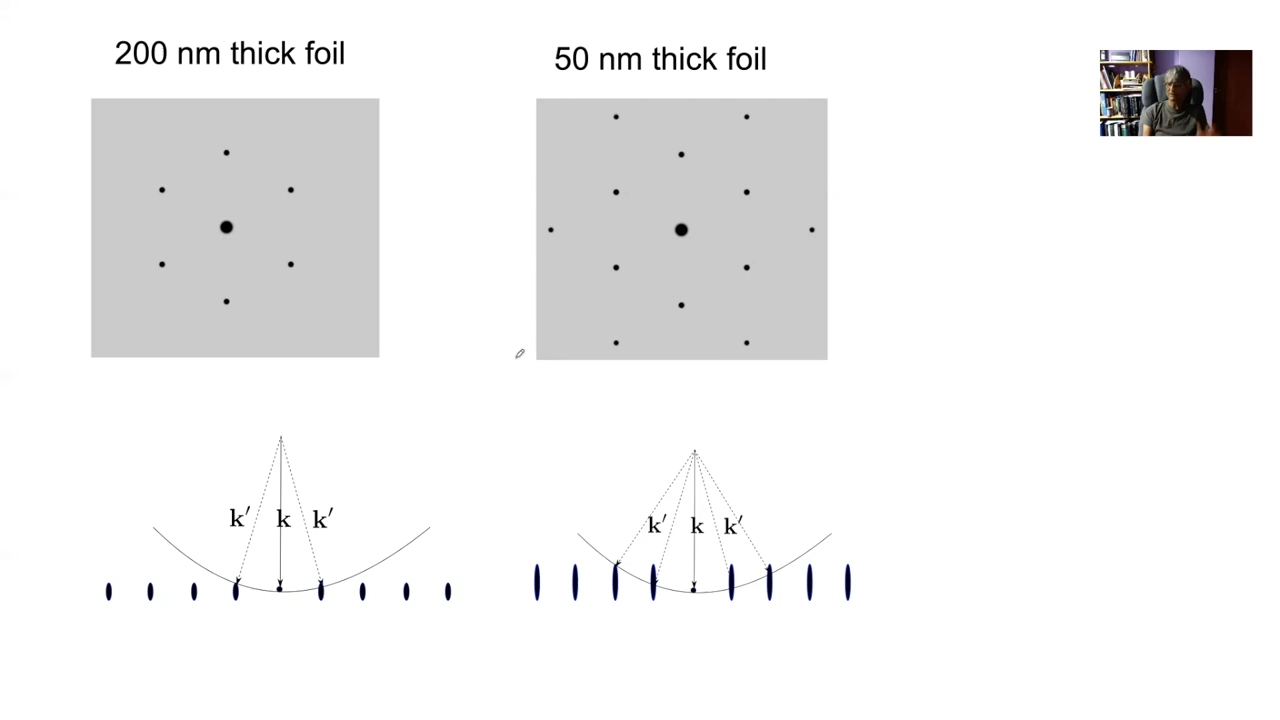 200 nm thick foil
50 nm thick foil
k′ k k′
k′ k k′